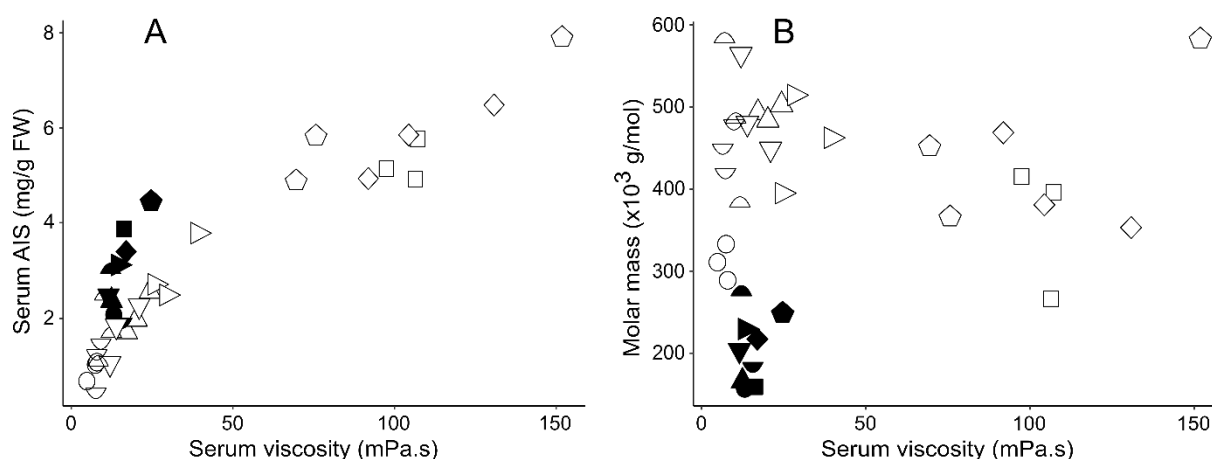 A
8
6
4
2
0
50
100
150
Serum AIS (mg/g FW)
Serum viscosity (mPa.s)
B
600
500
400
300
200
0
50
100
150
Molar mass (x10³ g/mol)
Serum viscosity (mPa.s)